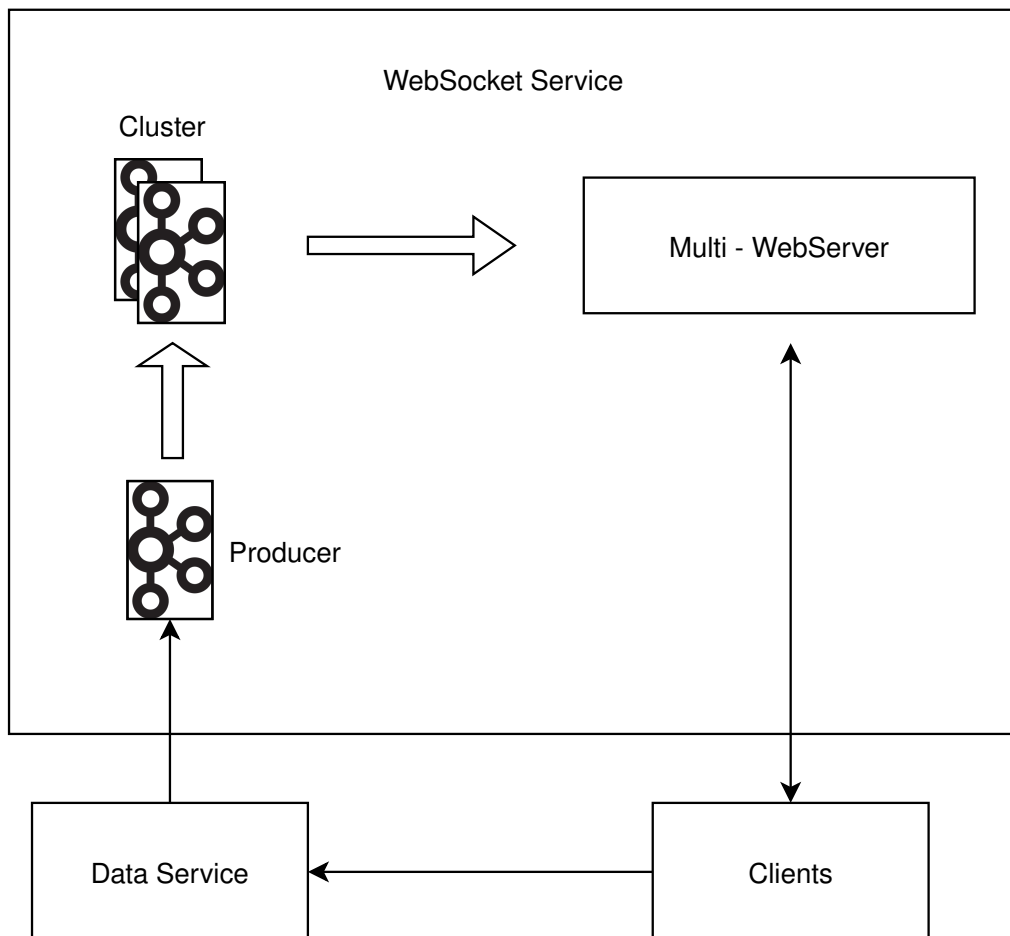 WebSocket Service
Cluster
Multi - WebServer
Producer
Data Service
Clients